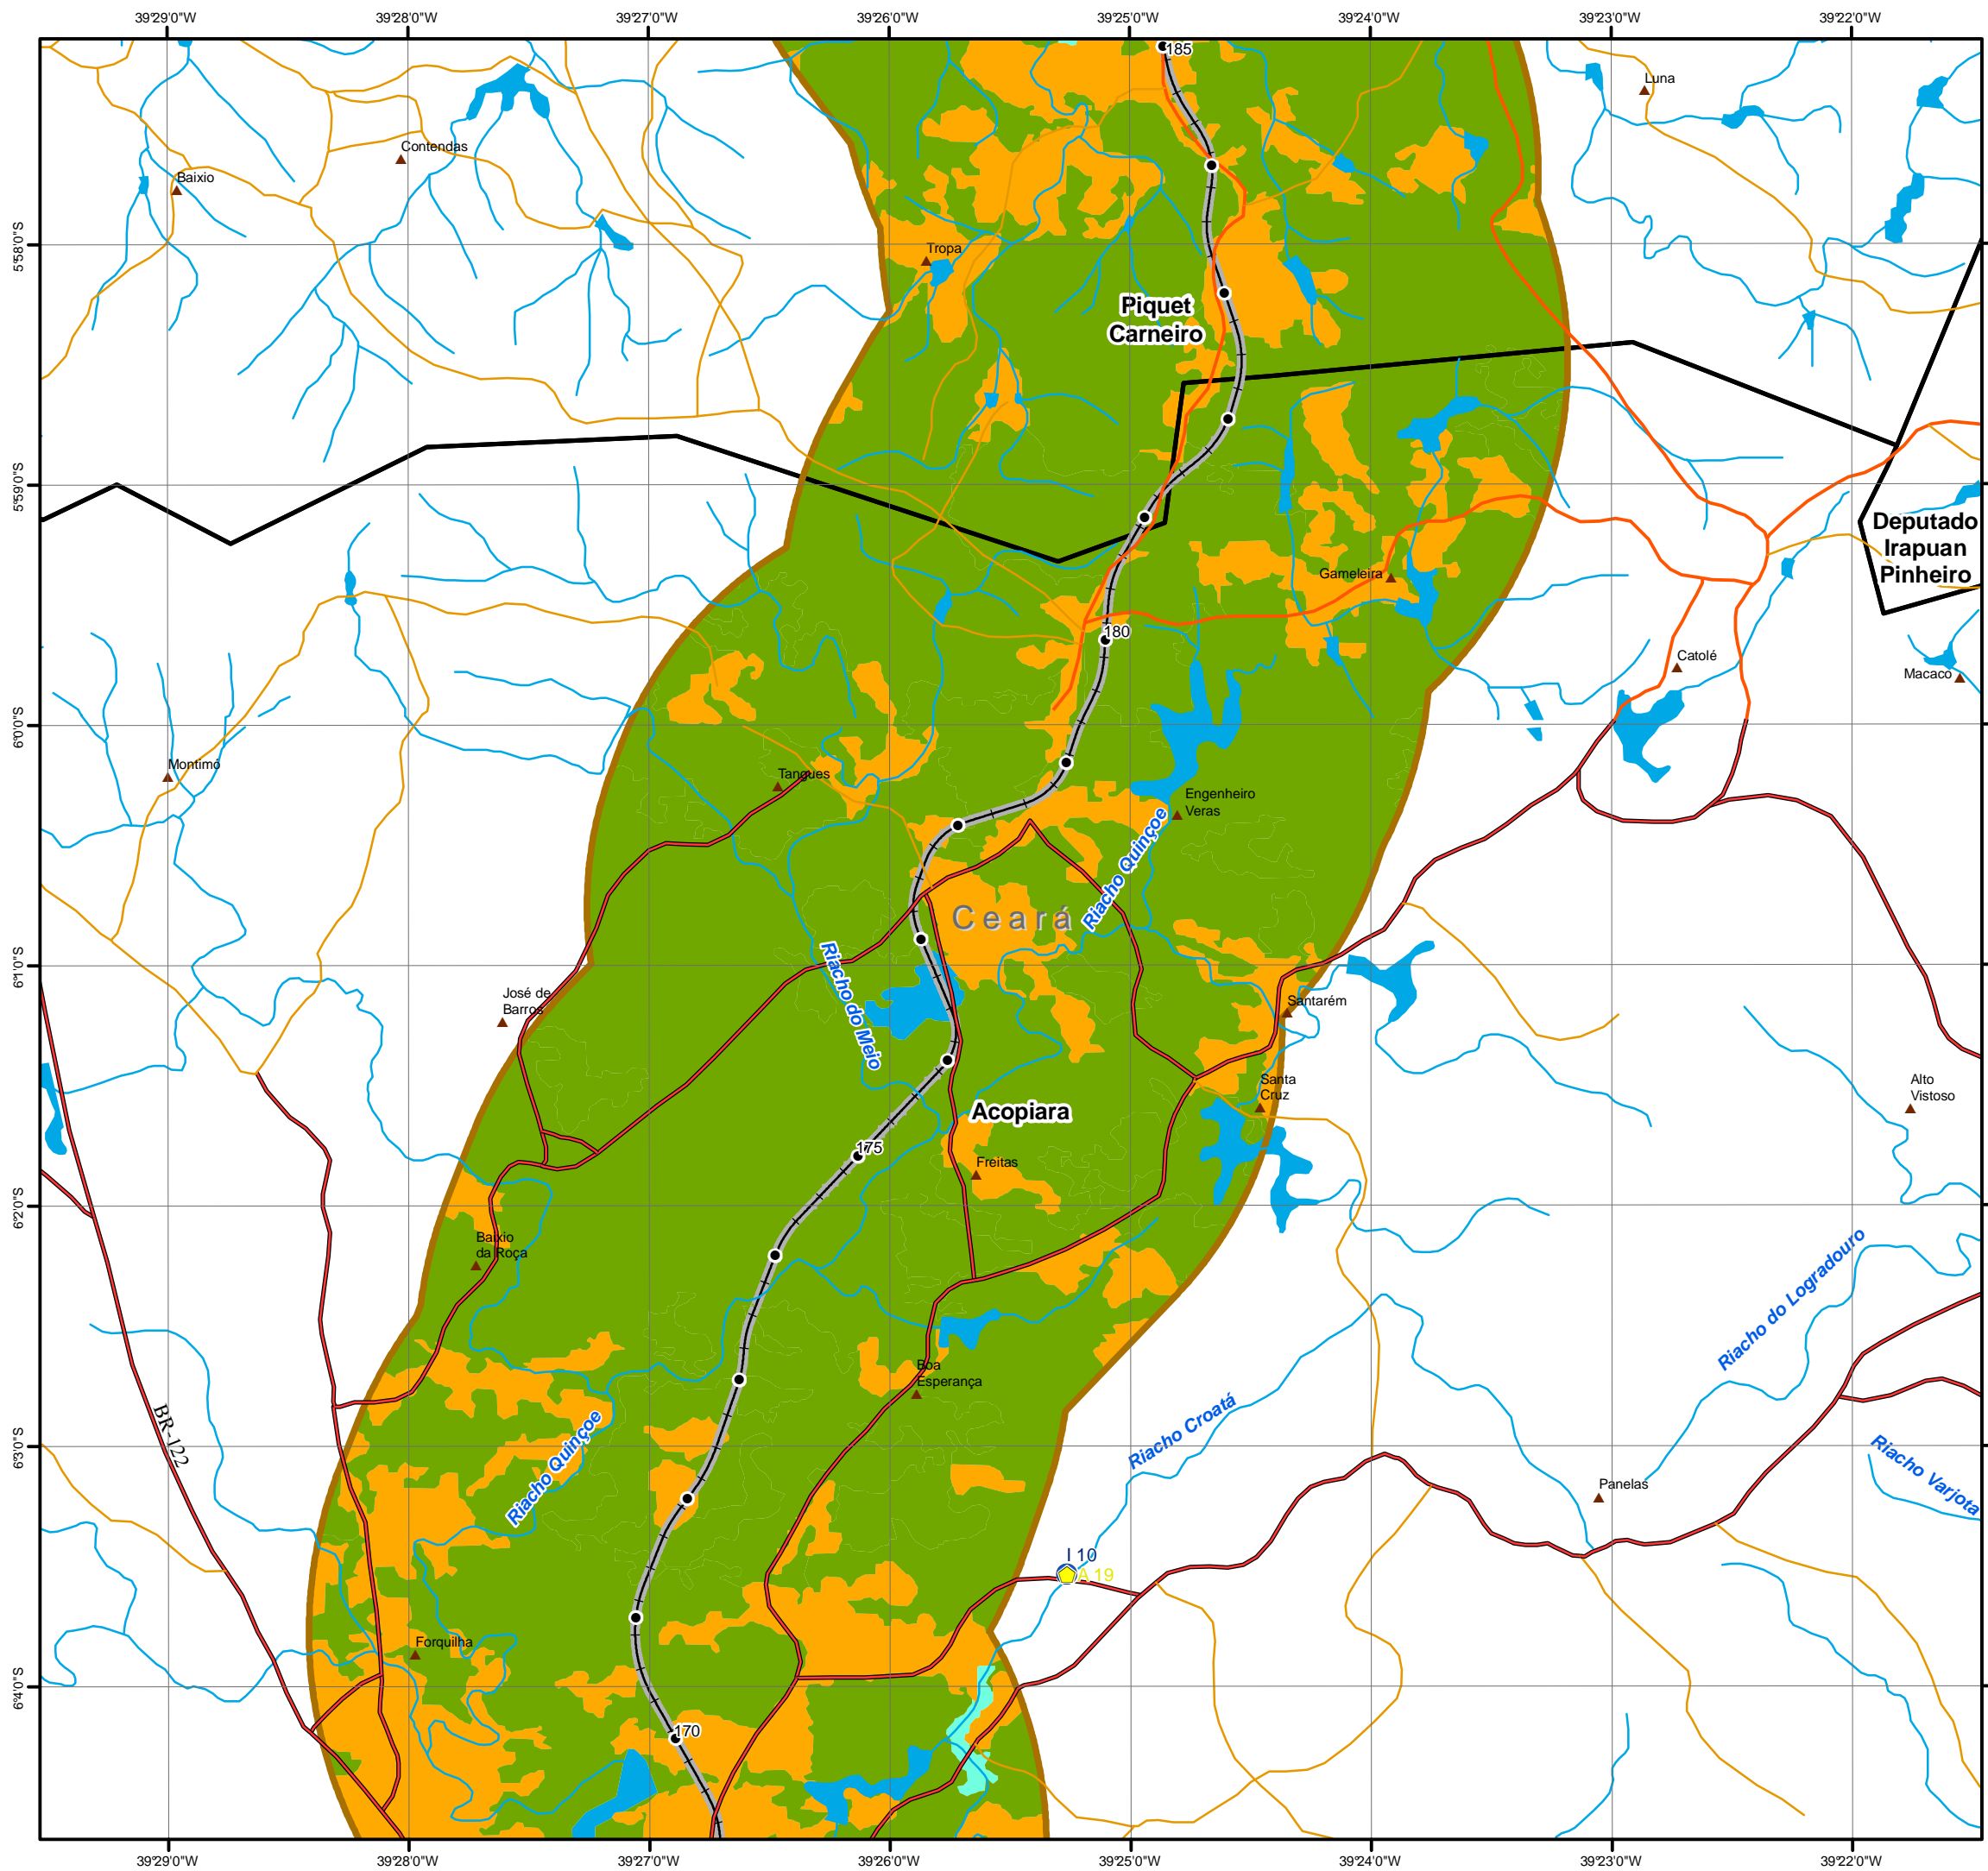 39°29'0"W
39°28'0"W
39°27'0"W
39°26'0"W
39°25'0"W
39°24'0"W
39°23'0"W
39°22'0"W
185
Luna
Contendas
Baixio
5°58'0"S
Tropa
Piquet
Carneiro
5°59'0"S
Deputado
Irapuan
Pinheiro
Gameleira
180
Catolé
Macaco
6°0'0"S
Montimó
Tangues
Engenheiro
Veras
Riacho Quinçoe
Ceará
6°1'0"S
Riacho do Meio
José de
Barros
Santarém
Santa
Cruz
Alto
Vistoso
Acopiara
175
Freitas
6°2'0"S
Baixio
da Roça
Riacho do Logradouro
Boa
Esperança
BR-122
Riacho Quinçoe
Riacho Croatá
6°3'0"S
Riacho Varjota
Panelas
I 10
A 19
Forquilha
6°4'0"S
170
39°29'0"W
39°28'0"W
39°27'0"W
39°26'0"W
39°25'0"W
39°24'0"W
39°23'0"W
39°22'0"W